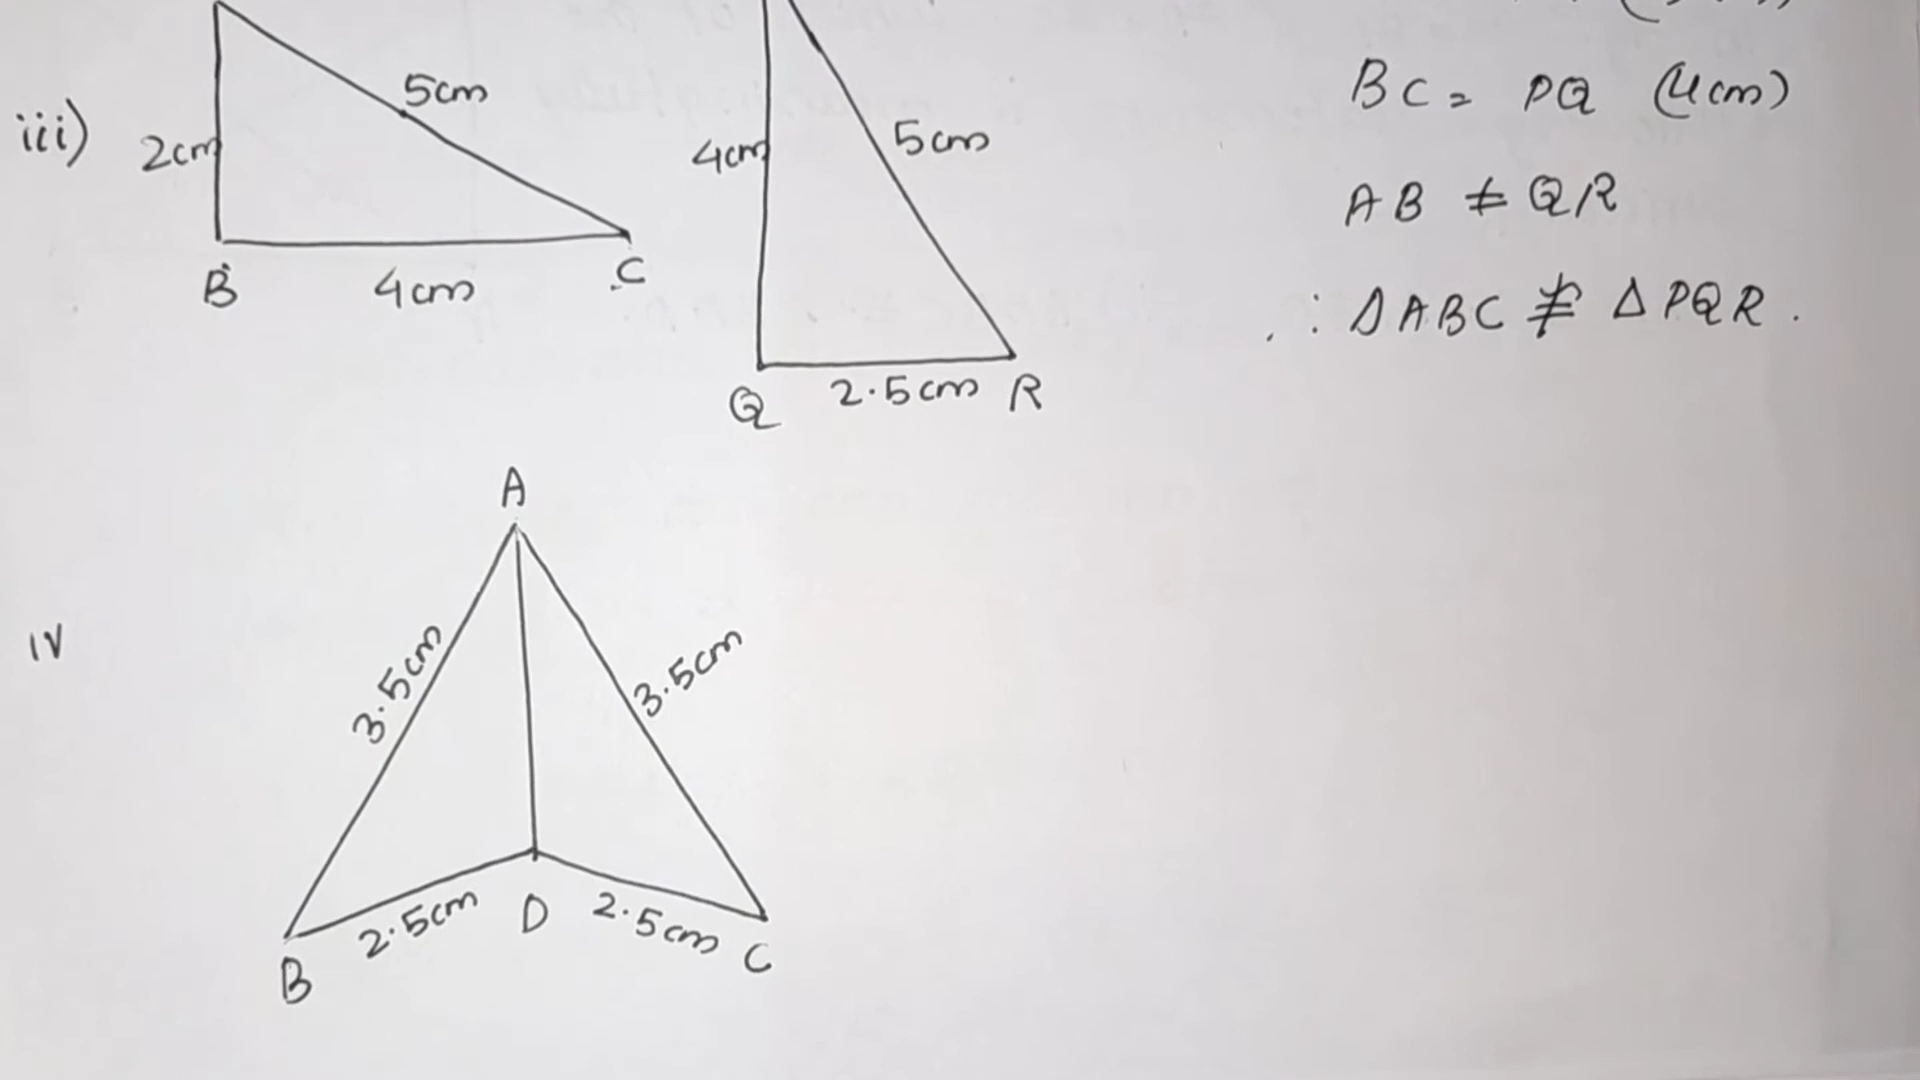 iii)
2cm
5cm
B
4cm
C
4cm
5cm
Q
2.5cm
R
BC = PQ (4cm)
AB ≠ QR
∴ ΔABC ≇ ΔPQR.
iv
A
3.5cm
3.5cm
B
2.5cm
D
2.5cm
C